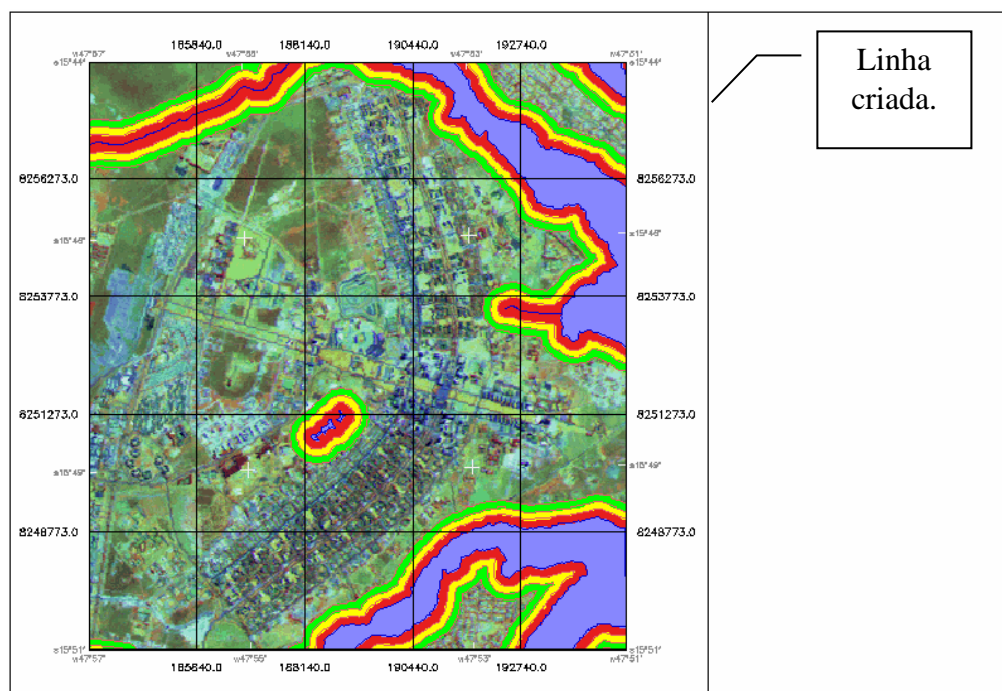 185840.0 188140.0 190440.0 192740.0
w47°57' w47°55' w47°53' w47°51'
s15°44' s15°44'
8256273.0 8256273.0
s15°46' s15°46'
8253773.0 8253773.0
8251273.0 8251273.0
s15°49' s15°49'
8248773.0 8248773.0
s15°51' s15°51'
w47°57' w47°55' w47°53' w47°51'
185840.0 188140.0 190440.0 192740.0
Linha
criada.